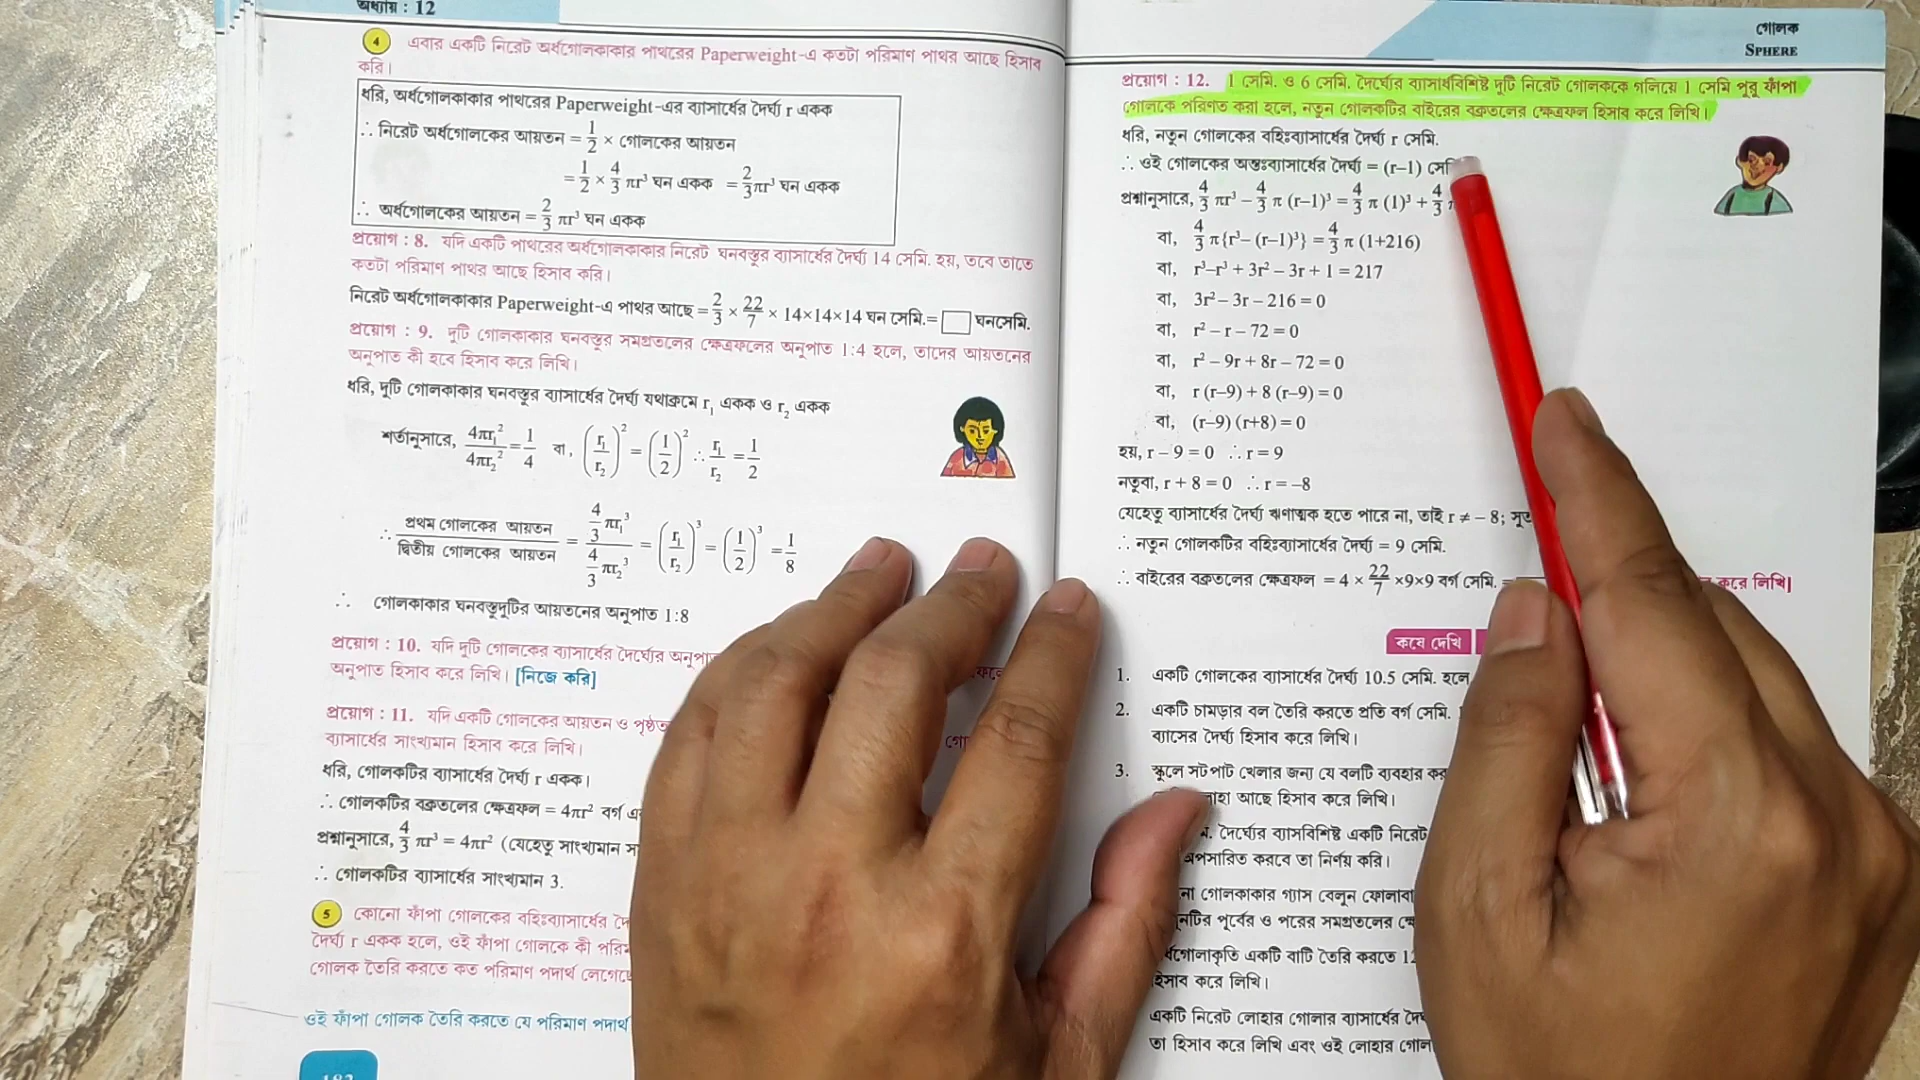 অধ্যায় : 12
4 এবার একটি নিরেট অর্ধগোলকাকার পাথরের Paperweight-এ কতটা পরিমাণ পাথর আছে হিসাব
করি।
ধরি, অর্ধগোলকাকার পাথরের Paperweight-এর ব্যাসার্ধের দৈর্ঘ্য r একক
∴ নিরেট অর্ধগোলকের আয়তন = 1/2 × গোলকের আয়তন
= 1/2 × 4/3 πr³ ঘন একক = 2/3 πr³ ঘন একক
∴ অর্ধগোলকের আয়তন = 2/3 πr³ ঘন একক
প্রয়োগ : 8. যদি একটি পাথরের অর্ধগোলকাকার নিরেট ঘনবস্তুর ব্যাসার্ধের দৈর্ঘ্য 14 সেমি. হয়, তবে তাতে
কতটা পরিমাণ পাথর আছে হিসাব করি।
নিরেট অর্ধগোলকাকার Paperweight-এ পাথর আছে = 2/3 × 22/7 × 14×14×14 ঘন সেমি.= □ ঘনসেমি.
প্রয়োগ : 9. দুটি গোলকাকার ঘনবস্তুর সমগ্রতলের ক্ষেত্রফলের অনুপাত 1:4 হলে, তাদের আয়তনের
অনুপাত কী হবে হিসাব করে লিখি।
ধরি, দুটি গোলকাকার ঘনবস্তুর ব্যাসার্ধের দৈর্ঘ্য যথাক্রমে r₁ একক ও r₂ একক
শর্তানুসারে, 4πr₁²/4πr₂² = 1/4 বা, (r₁/r₂)² = (1/2)² ∴ r₁/r₂ = 1/2
∴ প্রথম গোলকের আয়তন/দ্বিতীয় গোলকের আয়তন = 4/3 πr₁³ / 4/3 πr₂³ = (r₁/r₂)³ = (1/2)³ = 1/8
∴ গোলকাকার ঘনবস্তুদুটির আয়তনের অনুপাত 1:8
প্রয়োগ : 10. যদি দুটি গোলকের ব্যাসার্ধের দৈর্ঘ্যের
অনুপাত হিসাব করে লিখি। [নিজে করি]
প্রয়োগ : 11. যদি একটি গোলকের আয়তন ও
ব্যাসার্ধের সাংখ্যমান হিসাব করে লিখি।
ধরি, গোলকটির ব্যাসার্ধের দৈর্ঘ্য r একক।
∴ গোলকটির বক্রতলের ক্ষেত্রফল = 4πr² বর্গ
প্রশ্নানুসারে, 4/3 πr³ = 4πr² (যেহেতু সাংখ্যমান
∴ গোলকটির ব্যাসার্ধের সাংখ্যমান 3.
5 কোনো ফাঁপা গোলকের বহিঃব্যাসার্ধের
দৈর্ঘ্য r একক হলে, ওই ফাঁপা গোলকে কী
গোলক তৈরি করতে কত পরিমাণ পদার্থ
ওই ফাঁপা গোলক তৈরি করতে যে পরিমাণ পদার্থ
গোলক
SPHERE
প্রয়োগ : 12. 1 সেমি. ও 6 সেমি. দৈর্ঘ্যের ব্যাসার্ধবিশিষ্ট দুটি নিরেট গোলককে গলিয়ে 1 সেমি পুরু ফাঁপা
গোলকে পরিণত করা হলে, নতুন গোলকটির বাইরের বক্রতলের ক্ষেত্রফল হিসাব করে লিখি।
ধরি, নতুন গোলকের বহিঃব্যাসার্ধের দৈর্ঘ্য r সেমি.
∴ ওই গোলকের অন্তঃব্যাসার্ধের দৈর্ঘ্য = (r–1)
প্রশ্নানুসারে, 4/3 πr³ – 4/3 π (r–1)³ = 4/3 π (1)³ + 4/3
বা, 4/3 π{r³– (r–1)³} = 4/3 π (1+216)
বা, r³–r³ + 3r² – 3r + 1 = 217
বা, 3r² – 3r – 216 = 0
বা, r² – r – 72 = 0
বা, r² – 9r + 8r – 72 = 0
বা, r (r–9) + 8 (r–9) = 0
বা, (r–9) (r+8) = 0
হয়, r – 9 = 0 ∴ r = 9
নতুবা, r + 8 = 0 ∴ r = –8
যেহেতু ব্যাসার্ধের দৈর্ঘ্য ঋণাত্মক হতে পারে না, তাই r ≠ – 8;
∴ নতুন গোলকটির বহিঃব্যাসার্ধের দৈর্ঘ্য = 9 সেমি.
∴ বাইরের বক্রতলের ক্ষেত্রফল = 4 × 22/7 ×9×9 বর্গ সেমি. = করে লিখি]
কষে দেখি
1. একটি গোলকের ব্যাসার্ধের দৈর্ঘ্য 10.5 সেমি. হলে
2. একটি চামড়ার বল তৈরি করতে প্রতি বর্গ সেমি.
ব্যাসের দৈর্ঘ্য হিসাব করে লিখি।
3. স্কুলে সটপাট খেলার জন্য যে বলটি ব্যবহার
আছে হিসাব করে লিখি।
দৈর্ঘ্যের ব্যাসবিশিষ্ট একটি নিরেট
অপসারিত করবে তা নির্ণয় করি।
গোলকাকার গ্যাস বেলুন
পূর্বের ও পরের সমগ্রতলের
একটি বাটি তৈরি করতে
হিসাব করে লিখি।
একটি নিরেট লোহার গোলার ব্যাসার্ধের
তা হিসাব করে লিখি এবং ওই লোহার